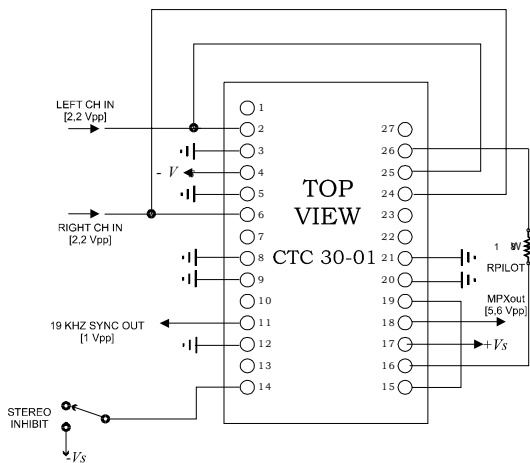 LEFT CH IN
[2,2 Vpp]
- V
RIGHT CH IN
[2,2 Vpp]
19 KHZ SYNC OUT
[1 Vpp]
STEREO
INHIBIT
-Vs
1
2
3
4
5
6
7
8
9
10
11
12
13
14
TOP
VIEW
CTC 30-01
27
26
25
24
23
22
21
20
19
18
17
16
15
1
RPILOT
MPXout
[5,6 Vpp]
+Vs